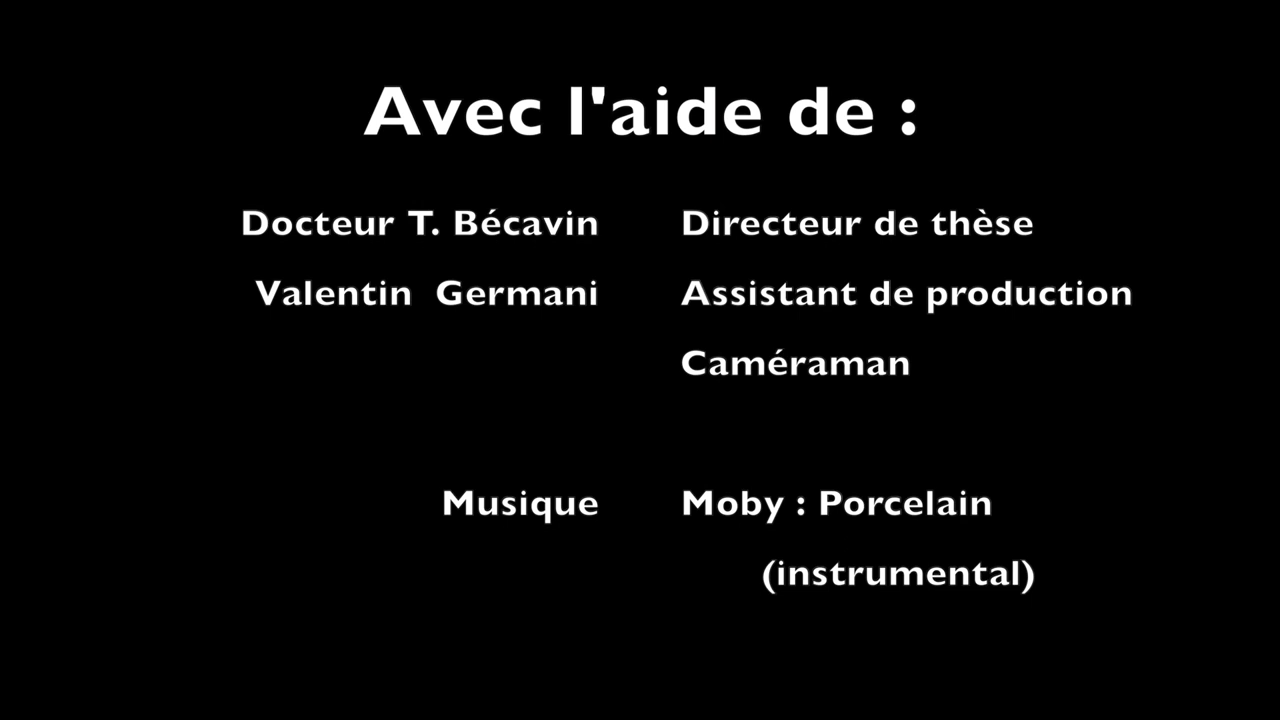 Avec l'aide de :
Docteur T. Bécavin Directeur de thèse
Valentin Germani Assistant de production
Caméraman
Musique Moby : Porcelain
(instrumental)